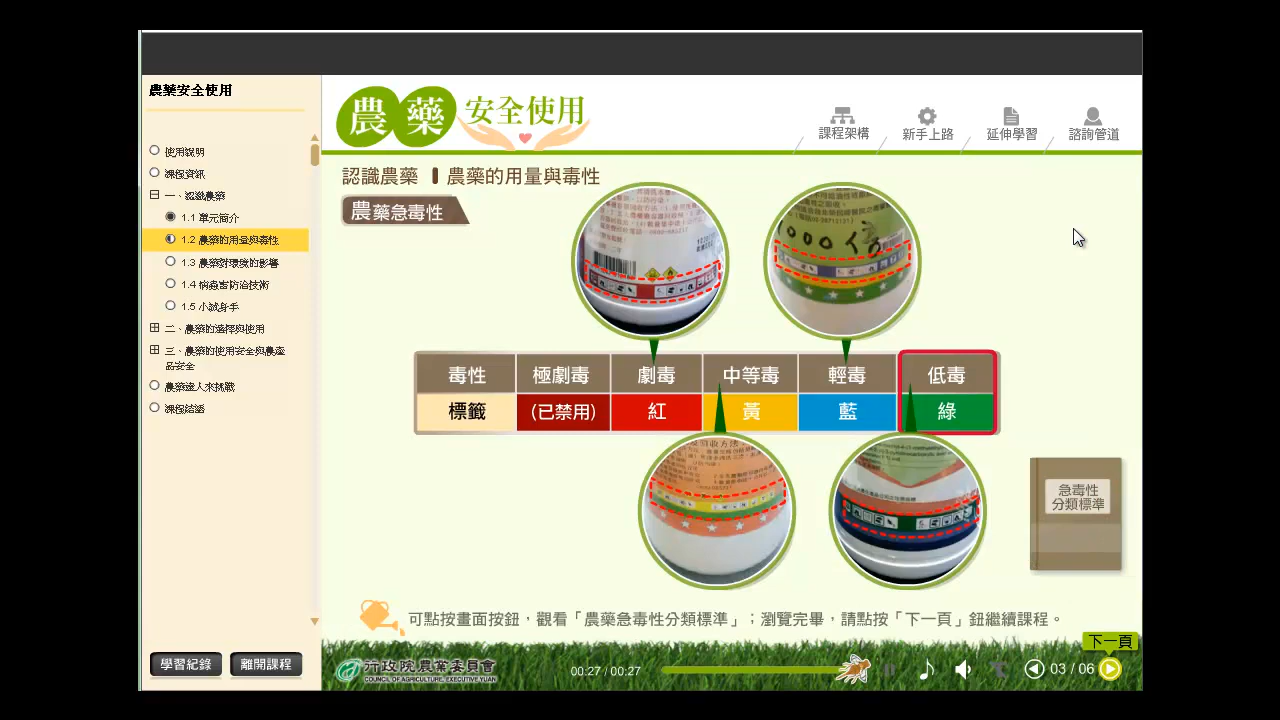 農藥安全使用
使用說明
課程資訊
一、認識農藥
1.1 單元簡介
1.2 農藥的用量與毒性
1.3 農藥對環境的影響
1.4 病蟲害防治技術
1.5 小試身手
二、農藥的選擇與使用
三、農藥的使用安全與農產
品安全
農藥達人來挑戰
課程結語
學習紀錄
離開課程
農藥 安全使用
課程架構
新手上路
延伸學習
諮詢管道
認識農藥 農藥的用量與毒性
農藥急毒性
1000倍
毒性 極劇毒 劇毒 中等毒 輕毒 低毒
標籤 (已禁用) 紅 黃 藍 綠
急毒性
分類標準
可點按畫面按鈕，觀看「農藥急毒性分類標準」；瀏覽完畢，請點按「下一頁」鈕繼續課程。
下一頁
行政院農業委員會
COUNCIL OF AGRICULTURE, EXECUTIVE YUAN
00:27 / 00:27
03 / 06